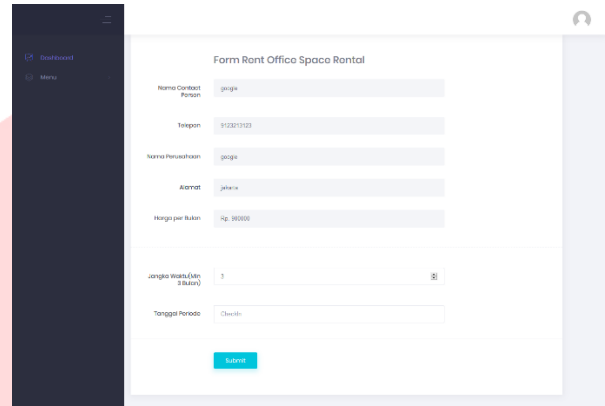 Dashboard
Menu
Form Rent Office Space Rental
Nama Contact
Person
google
Telepon
9123213123
Nama Perusahaan
google
Alamat
jakarta
Harga per Bulan
Rp. 900000
Jangka Waktu(Min
3 Bulan)
3
Tanggal Periode
Submit